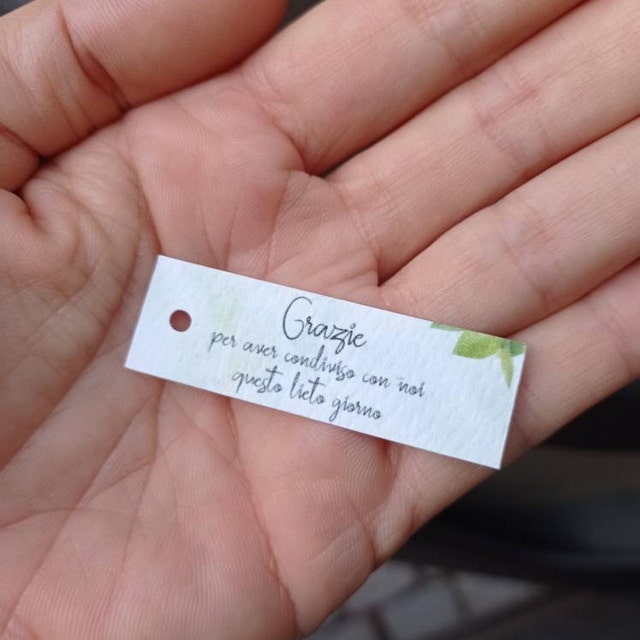 Grazie
per aver condiviso con noi
questo lieto giorno